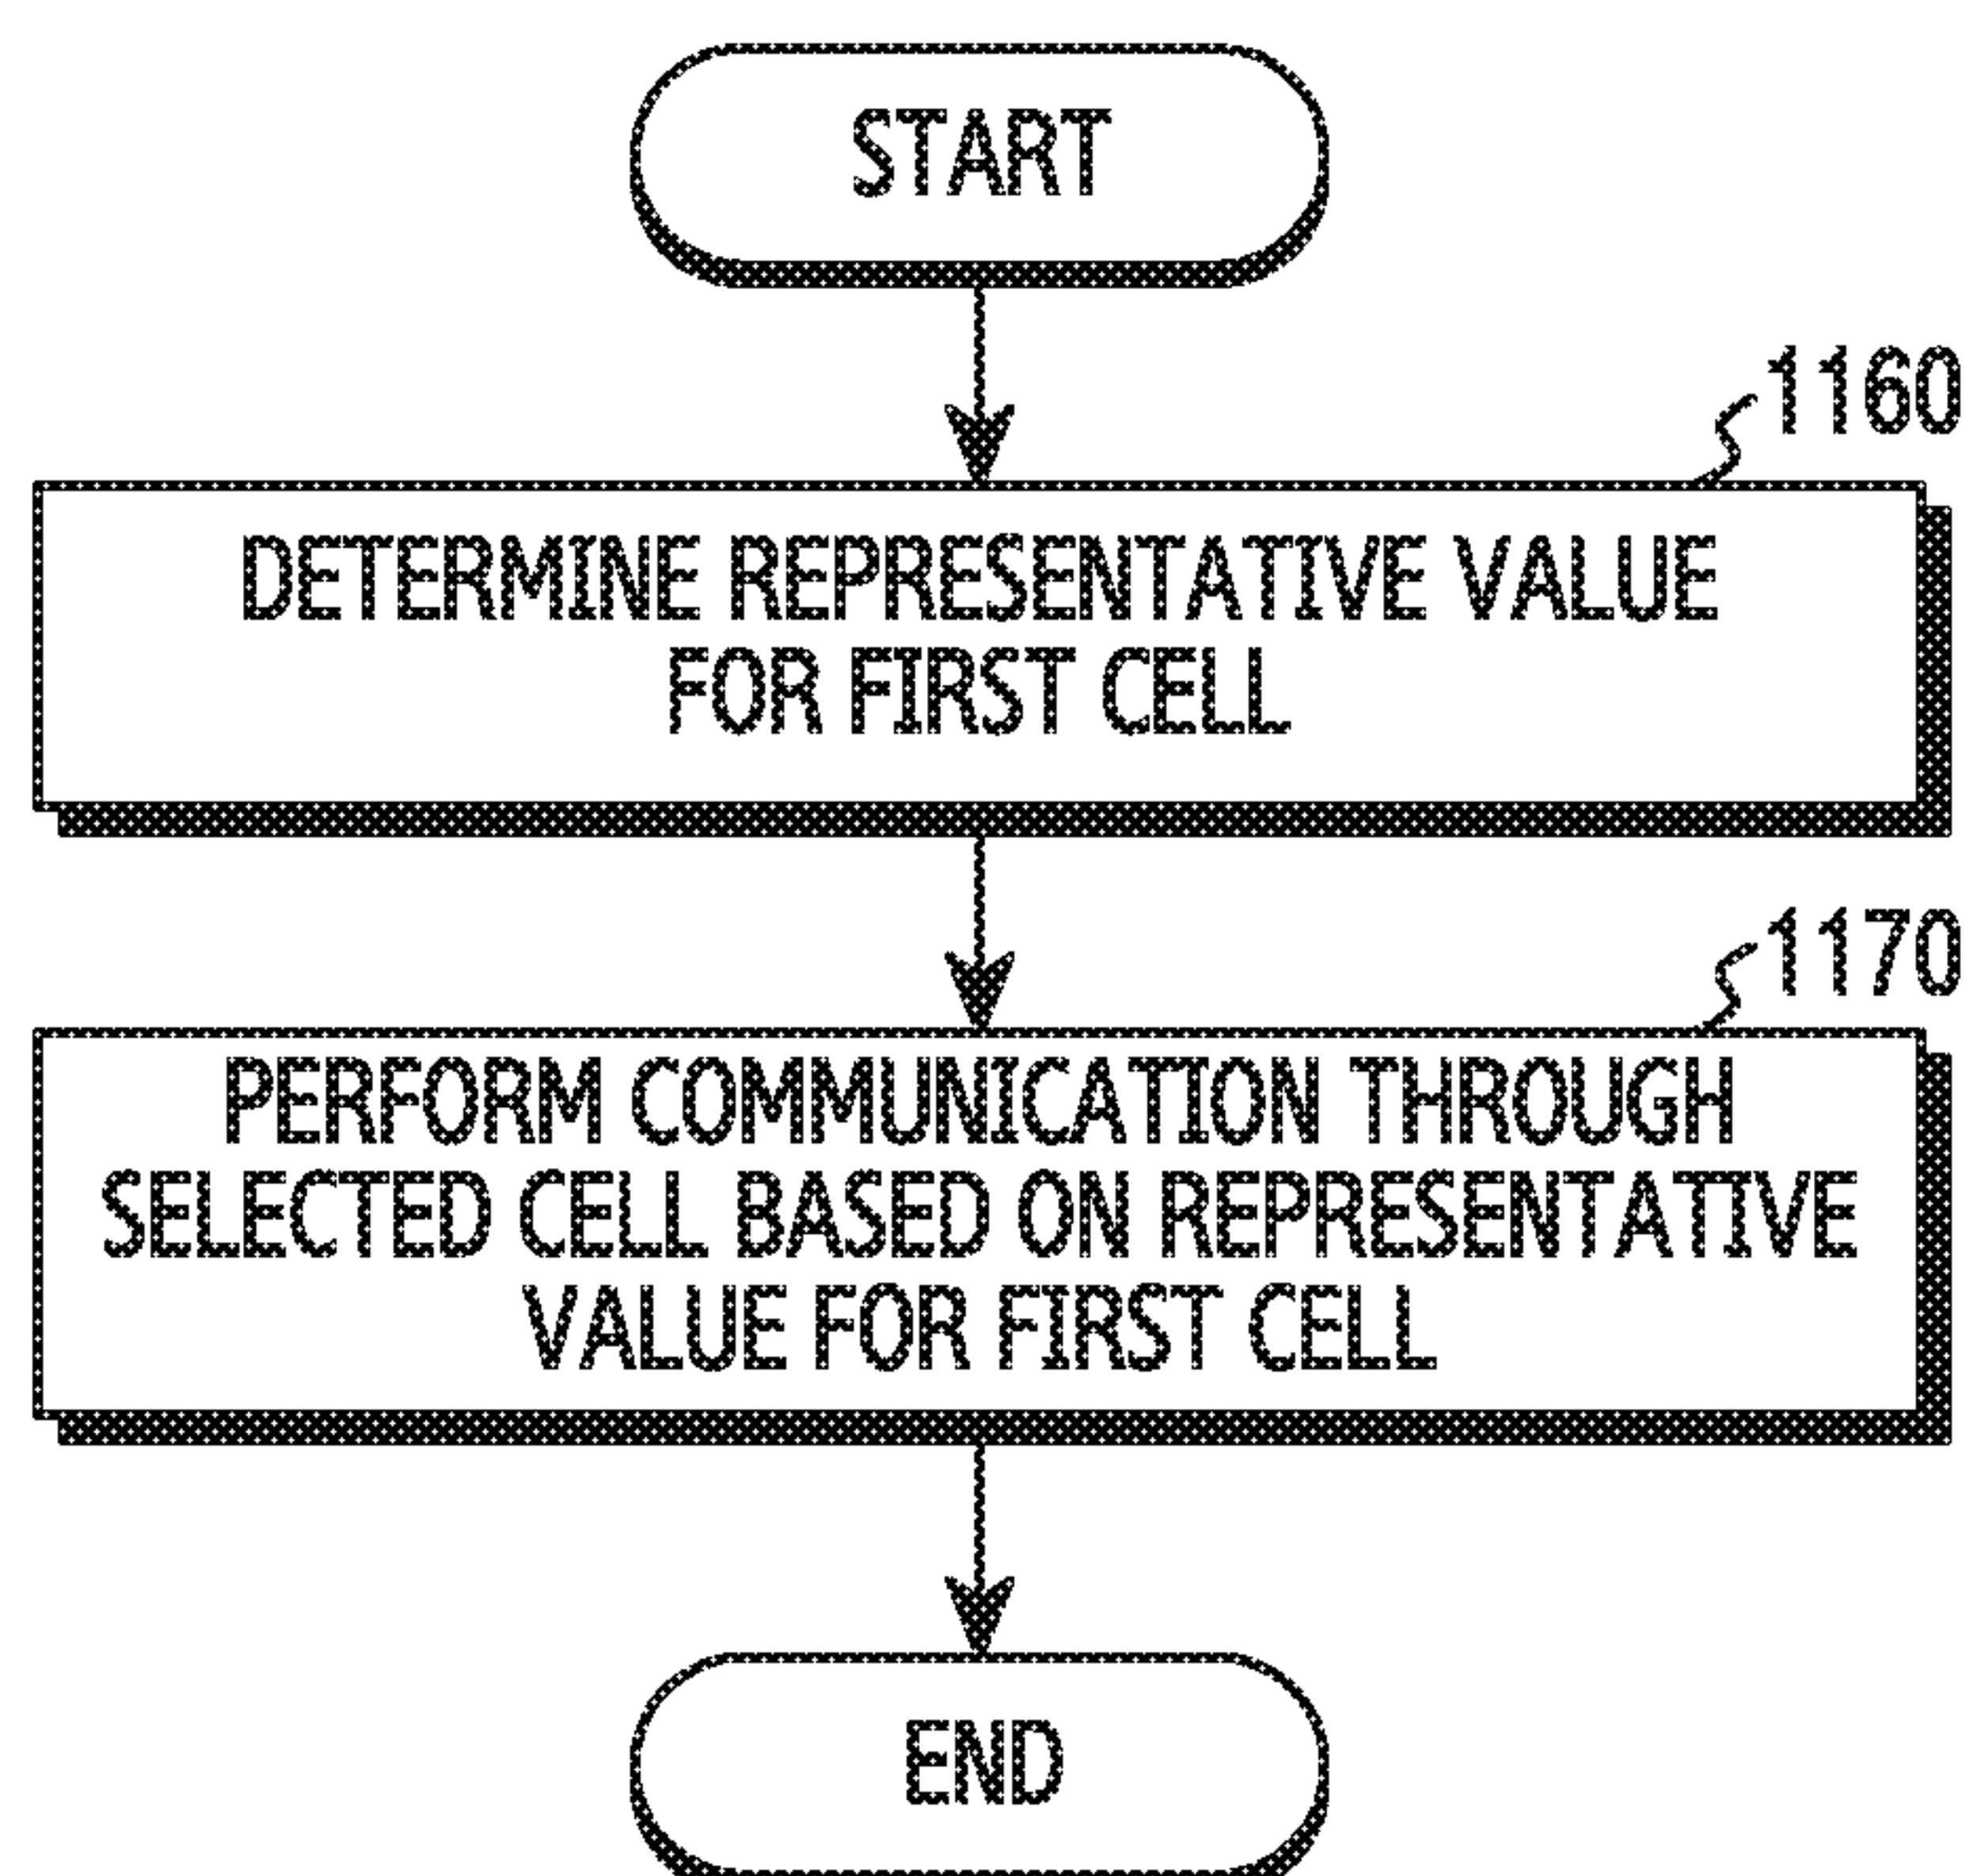 START
1160
DETERMINE REPRESENTATIVE VALUE
FOR FIRST CELL
1170
PERFORM COMMUNICATION THROUGH
SELECTED CELL BASED ON REPRESENTATIVE
VALUE FOR FIRST CELL
END